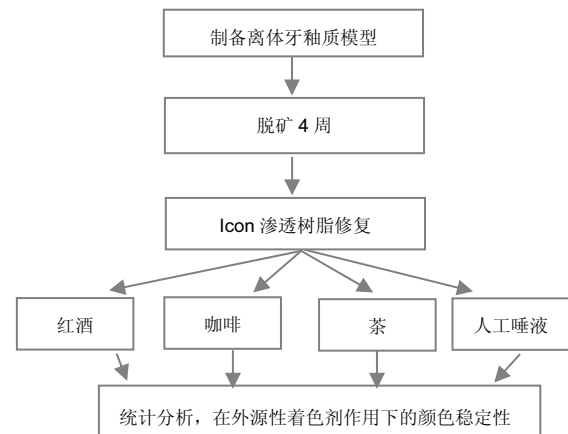 制备离体牙釉质模型
脱矿 4 周
Icon 渗透树脂修复
红酒
咖啡
茶
人工唾液
统计分析，在外源性着色剂作用下的颜色稳定性